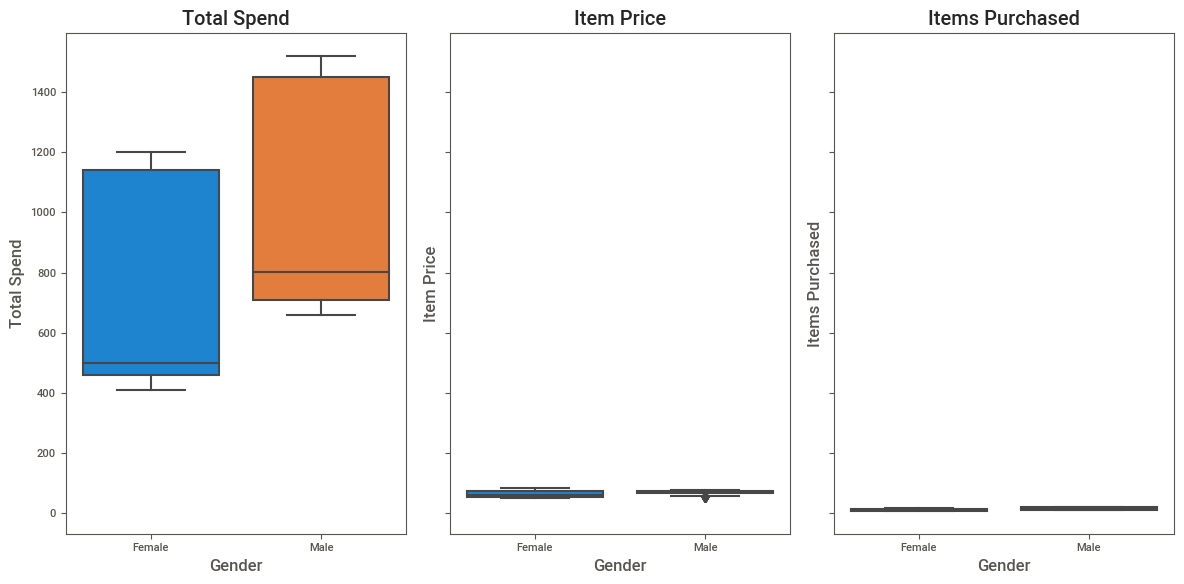 Total Spend
Item Price
Items Purchased
Total Spend
1400
1200
1000
800
600
400
200
0
Female
Male
Gender
Item Price
Female
Male
Gender
Items Purchased
Female
Male
Gender